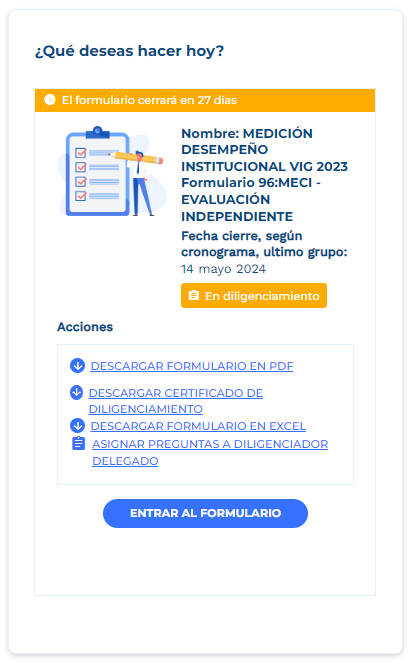 ¿Qué deseas hacer hoy?
El formulario cerrará en 27 días
Nombre: MEDICIÓN
DESEMPEÑO
INSTITUCIONAL VIG 2023
Formulario 96:MECI -
EVALUACIÓN
INDEPENDIENTE
Fecha cierre, según
cronograma, ultimo grupo:
14 mayo 2024
En diligenciamiento
Acciones
DESCARGAR FORMULARIO EN PDF
DESCARGAR CERTIFICADO DE
DILIGENCIAMIENTO
DESCARGAR FORMULARIO EN EXCEL
ASIGNAR PREGUNTAS A DILIGENCIADOR
DELEGADO
ENTRAR AL FORMULARIO